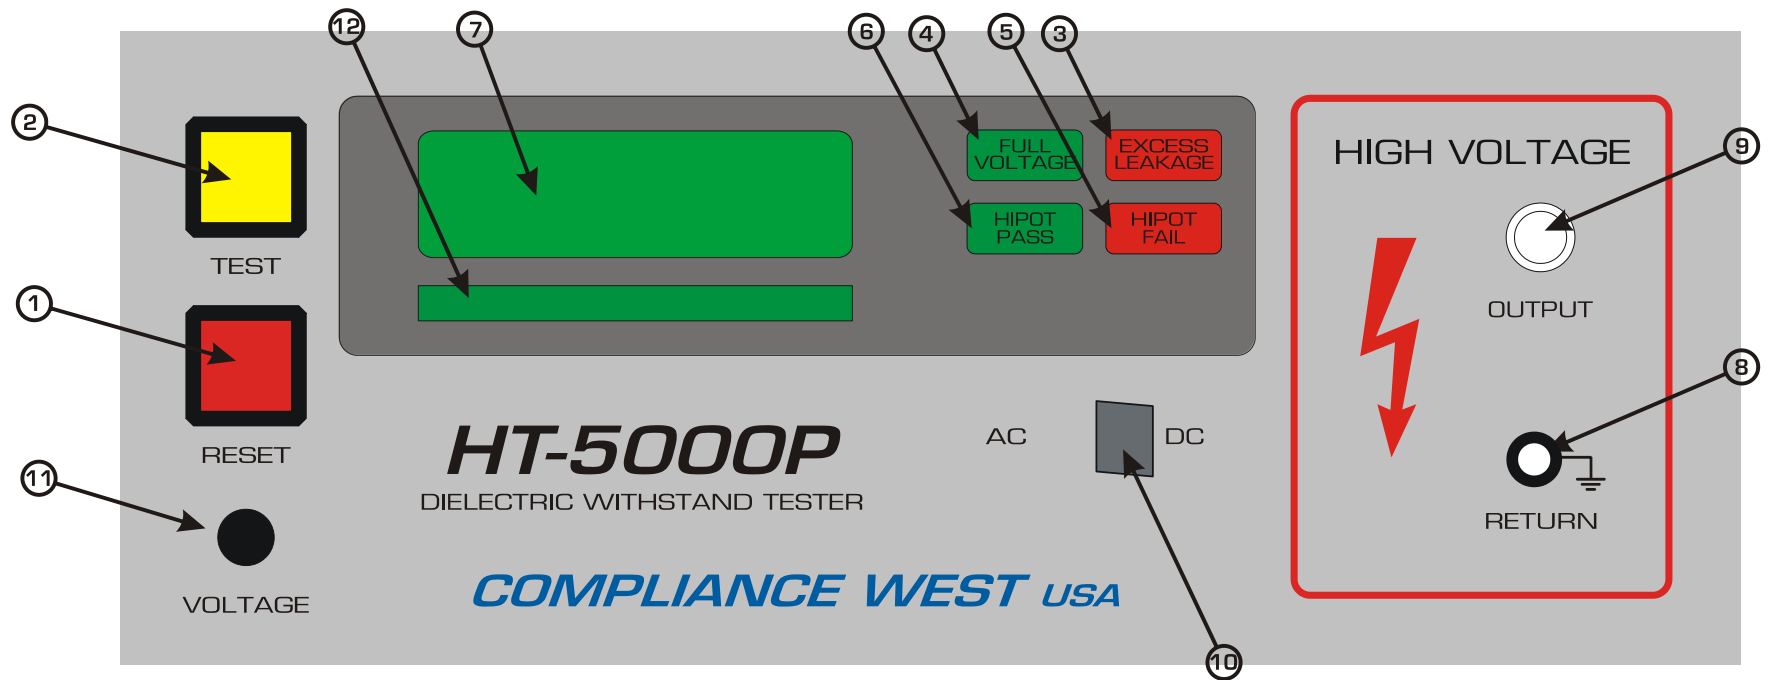 12
7
6
4
5
3
2
9
FULL
VOLTAGE
EXCESS
LEAKAGE
HIGH VOLTAGE
HIPOT
PASS
HIPOT
FAIL
TEST
1
OUTPUT
8
AC
DC
HT-5000P
RESET
DIELECTRIC WITHSTAND TESTER
11
RETURN
COMPLIANCE WEST USA
VOLTAGE
10